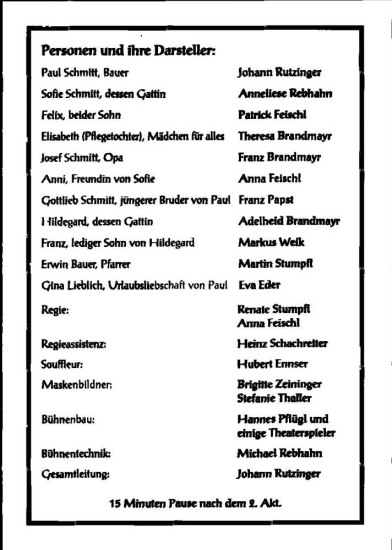 Personen und ihre Darsteller:
Paul Schmitt, Bauer Johann Rutzinger
Sofie Schmitt, dessen Gattin Anneliese Rebhahn
Felix, beider Sohn Patrick Feischl
Elisabeth (Pflegetochter), Mädchen für alles Theresa Brandmayr
Josef Schmitt, Opa Franz Brandmayr
Anni, Freundin von Sofie Anna Feischl
Gottlieb Schmitt, jüngerer Bruder von Paul Franz Papst
Hildegard, dessen Gattin Adelheid Brandmayr
Franz, lediger Sohn von Hildegard Markus Weik
Erwin Bauer, Pfarrer Martin Stumpfl
Gina Lieblich, Urlaubsliebschaft von Paul Eva Eder
Regie: Renate Stumpfl
Anna Feischl
Regieassistenz: Heinz Schachreiter
Souffleur: Hubert Ennser
Maskenbildner: Brigitte Zeininger
Stefanie Thaller
Bühnenbau: Hannes Pflügl und
einige Theaterspieler
Bühnentechnik: Michael Rebhahn
Gesamtleitung: Johann Rutzinger
15 Minuten Pause nach dem 2. Akt.